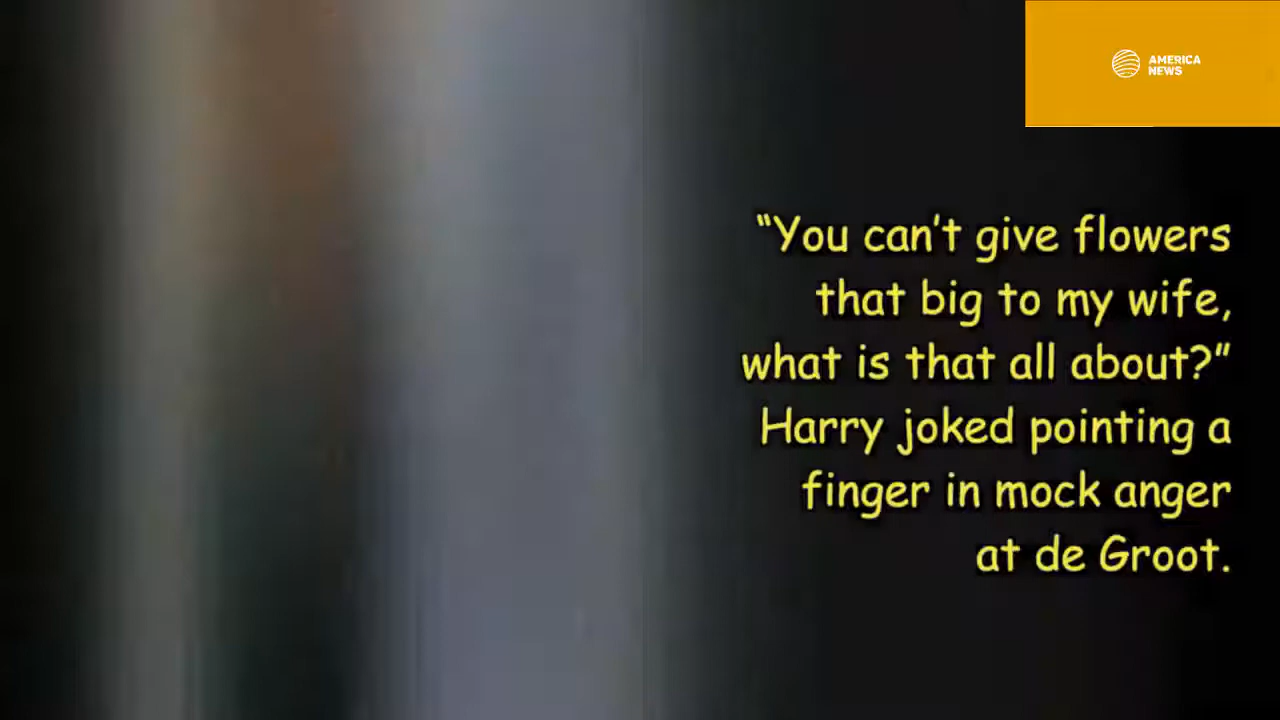 AMERICA
NEWS
“You can’t give flowers
that big to my wife,
what is that all about?”
Harry joked pointing a
finger in mock anger
at de Groot.